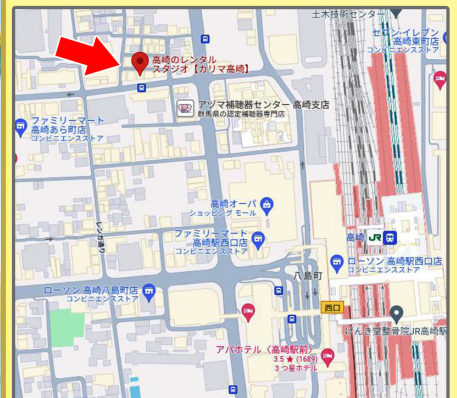 土木技術センター
セブン-イレブン
高崎東町店
コンビニエンスストア
高崎のレンタル
スタジオ【カリマ高崎】
アヅマ補聴器センター 高崎支店
群馬県の認定補聴器専門店
ファミリーマート
高崎あら町店
コンビニエンスストア
高崎オーパ
ショッピング モール
レンガ通り
ファミリーマート
高崎駅西口店
コンビニエンスストア
高崎 JR
ローソン 高崎駅西口店
コンビニエンスストア
八島町
ローソン 高崎八島町店
コンビニエンスストア
西口
げんき堂整骨院JR高崎駅
アパホテル〈高崎駅前〉
3.5 ★ (1689)
3 つ星ホテル